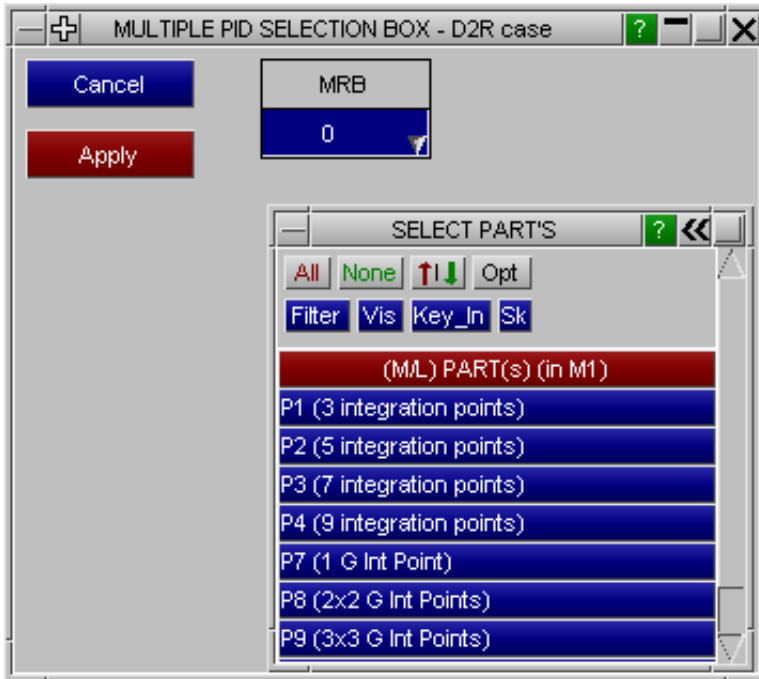 MULTIPLE PID SELECTION BOX - D2R case ?
Cancel
MRB
0
Apply
SELECT PART'S ?
All None Opt
Filter Vis Key_In Sk
(M/L) PART(s) (in M1)
P1 (3 integration points)
P2 (5 integration points)
P3 (7 integration points)
P4 (9 integration points)
P7 (1 G Int Point)
P8 (2x2 G Int Points)
P9 (3x3 G Int Points)